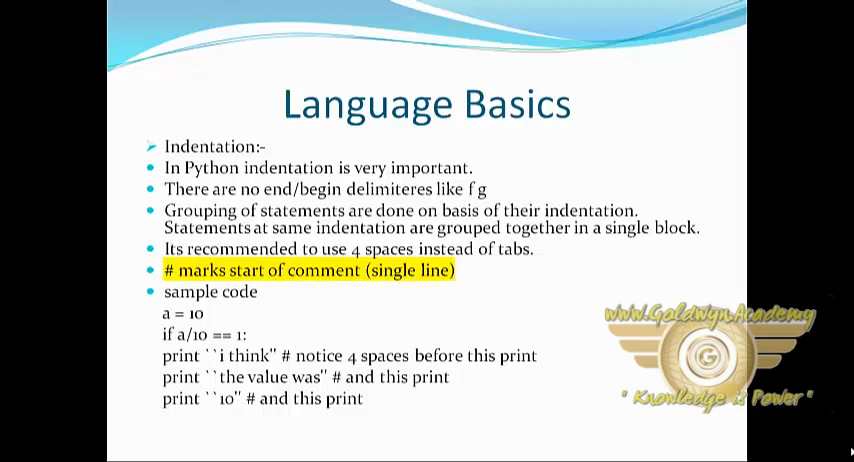 Language Basics
Indentation:-
In Python indentation is very important.
There are no end/begin delimiteres like f g
Grouping of statements are done on basis of their indentation.
Statements at same indentation are grouped together in a single block.
Its recommended to use 4 spaces instead of tabs.
# marks start of comment (single line)
sample code
a = 10
if a/10 == 1:
print ``i think" # notice 4 spaces before this print
print ``the value was" # and this print
print ``10" # and this print
www.Goldwyn.Academy
G
" Knowledge is Power "